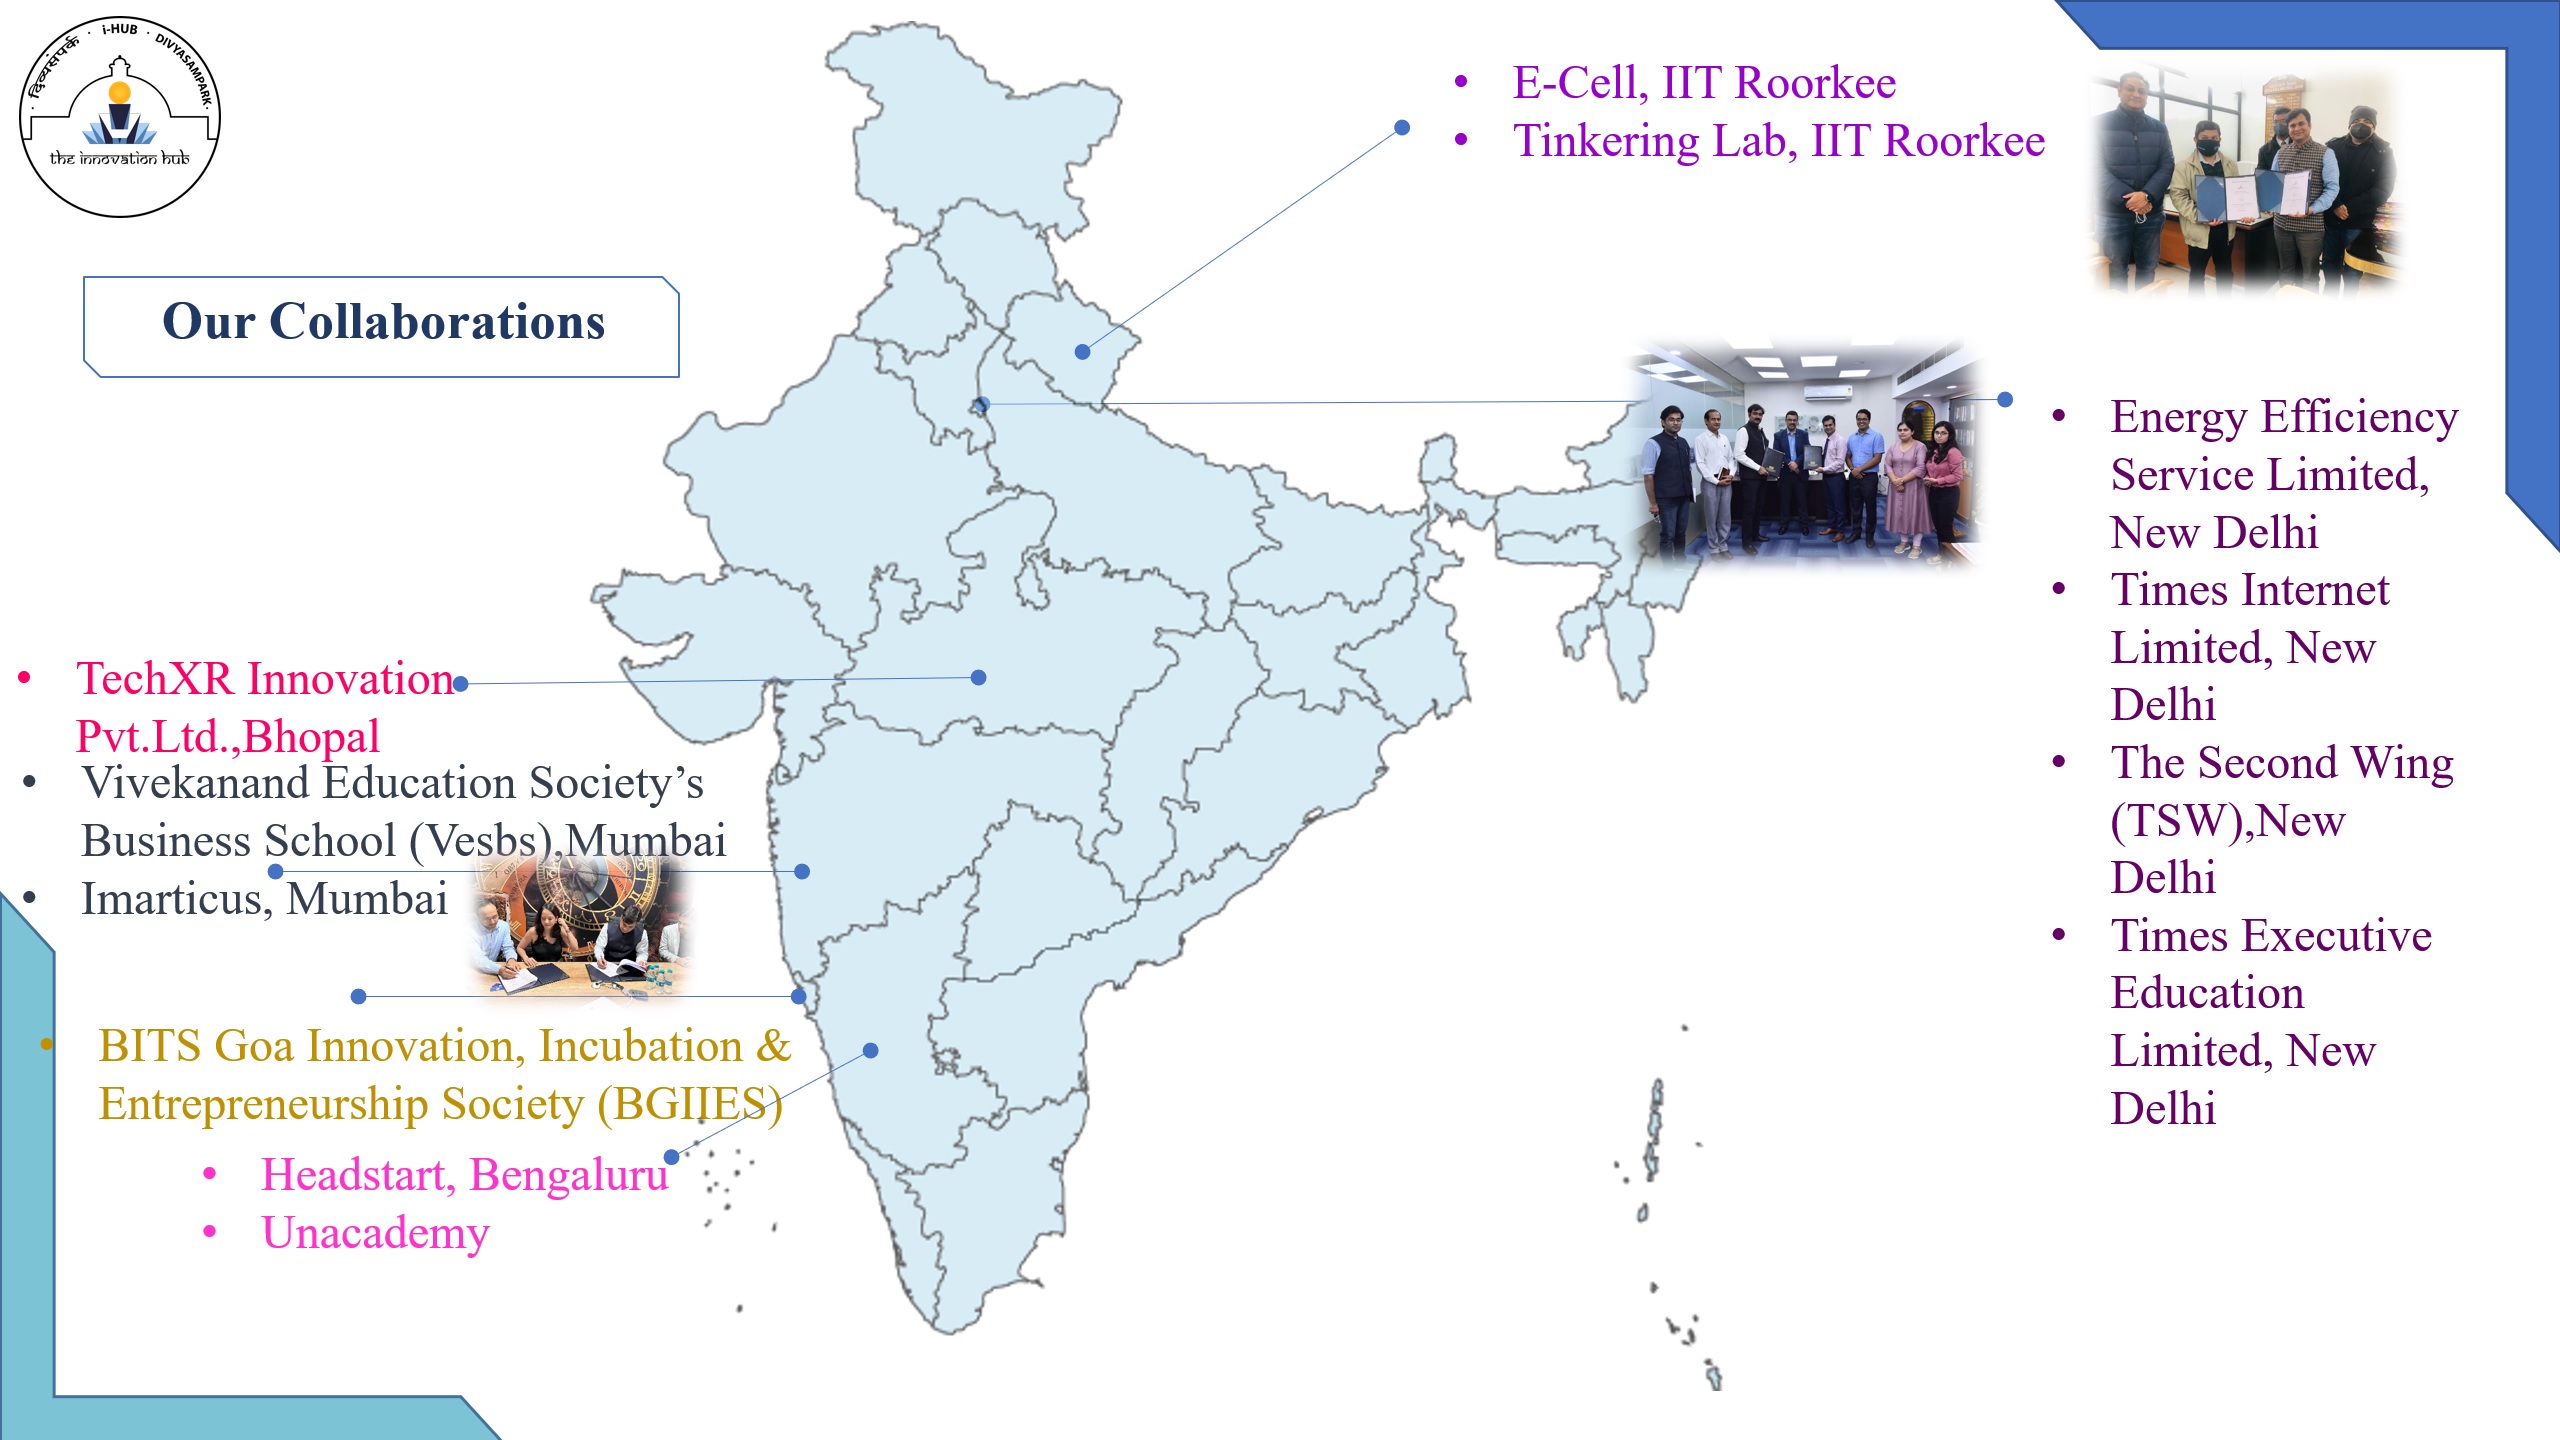 · दिव्यसंपर्क · i-HUB · DIVYASAMPARK·
the innovation hub
Our Collaborations
• E-Cell, IIT Roorkee
• Tinkering Lab, IIT Roorkee
• Energy Efficiency
Service Limited,
New Delhi
• Times Internet
Limited, New
Delhi
• The Second Wing
(TSW),New
Delhi
• Times Executive
Education
Limited, New
Delhi
• TechXR Innovation
Pvt.Ltd.,Bhopal
• Vivekanand Education Society’s
Business School (Vesbs),Mumbai
• Imarticus, Mumbai
• BITS Goa Innovation, Incubation &
Entrepreneurship Society (BGIIES)
• Headstart, Bengaluru
• Unacademy